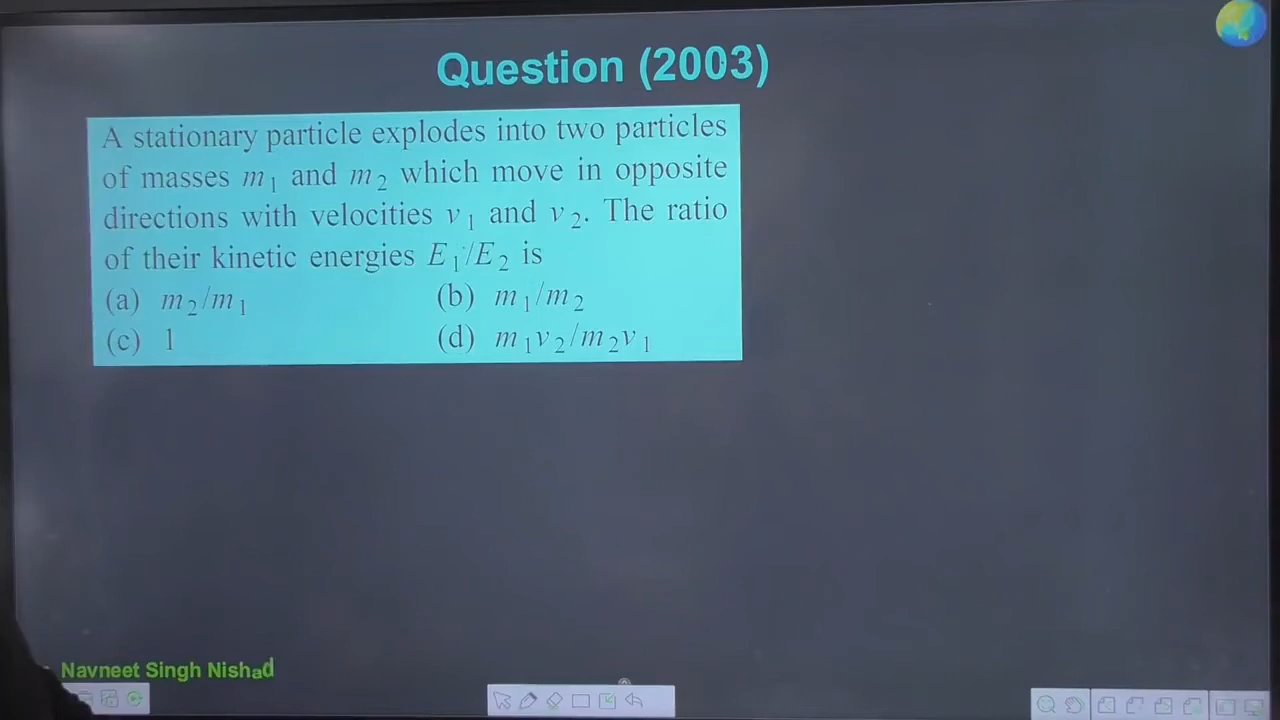 Question (2003)
A stationary particle explodes into two particles
of masses m₁ and m₂ which move in opposite
directions with velocities v₁ and v₂. The ratio
of their kinetic energies E₁/E₂ is
(a) m₂/m₁ (b) m₁/m₂
(c) 1 (d) m₁v₂/m₂v₁
Navneet Singh Nishad